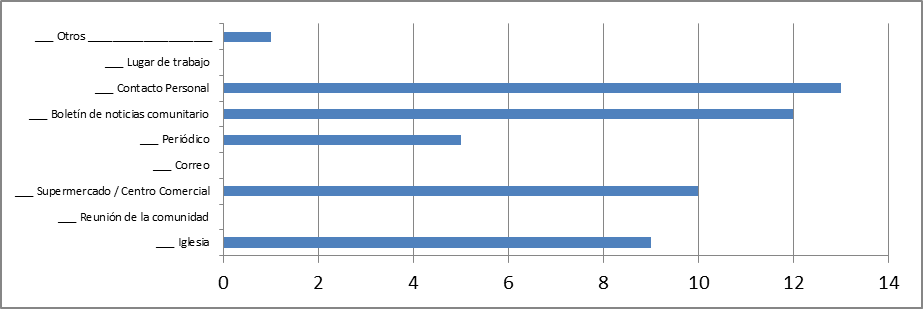 ___ Otros ____________________
___ Lugar de trabajo
___ Contacto Personal
___ Boletín de noticias comunitario
___ Periódico
___ Correo
___ Supermercado / Centro Comercial
___ Reunión de la comunidad
___ Iglesia
0 2 4 6 8 10 12 14